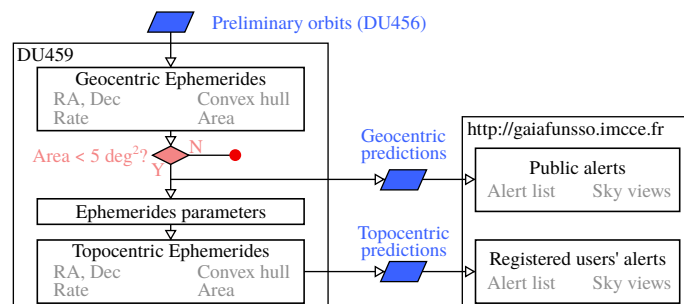 Preliminary orbits (DU456)
DU459
Geocentric Ephemerides
RA, Dec Convex hull
Rate Area
Area < 5 deg²?
N
Y
Geocentric
predictions
http://gaiafunsso.imcce.fr
Public alerts
Alert list Sky views
Ephemerides parameters
Topocentric Ephemerides
RA, Dec Convex hull
Rate Area
Topocentric
predictions
Registered users' alerts
Alert list Sky views